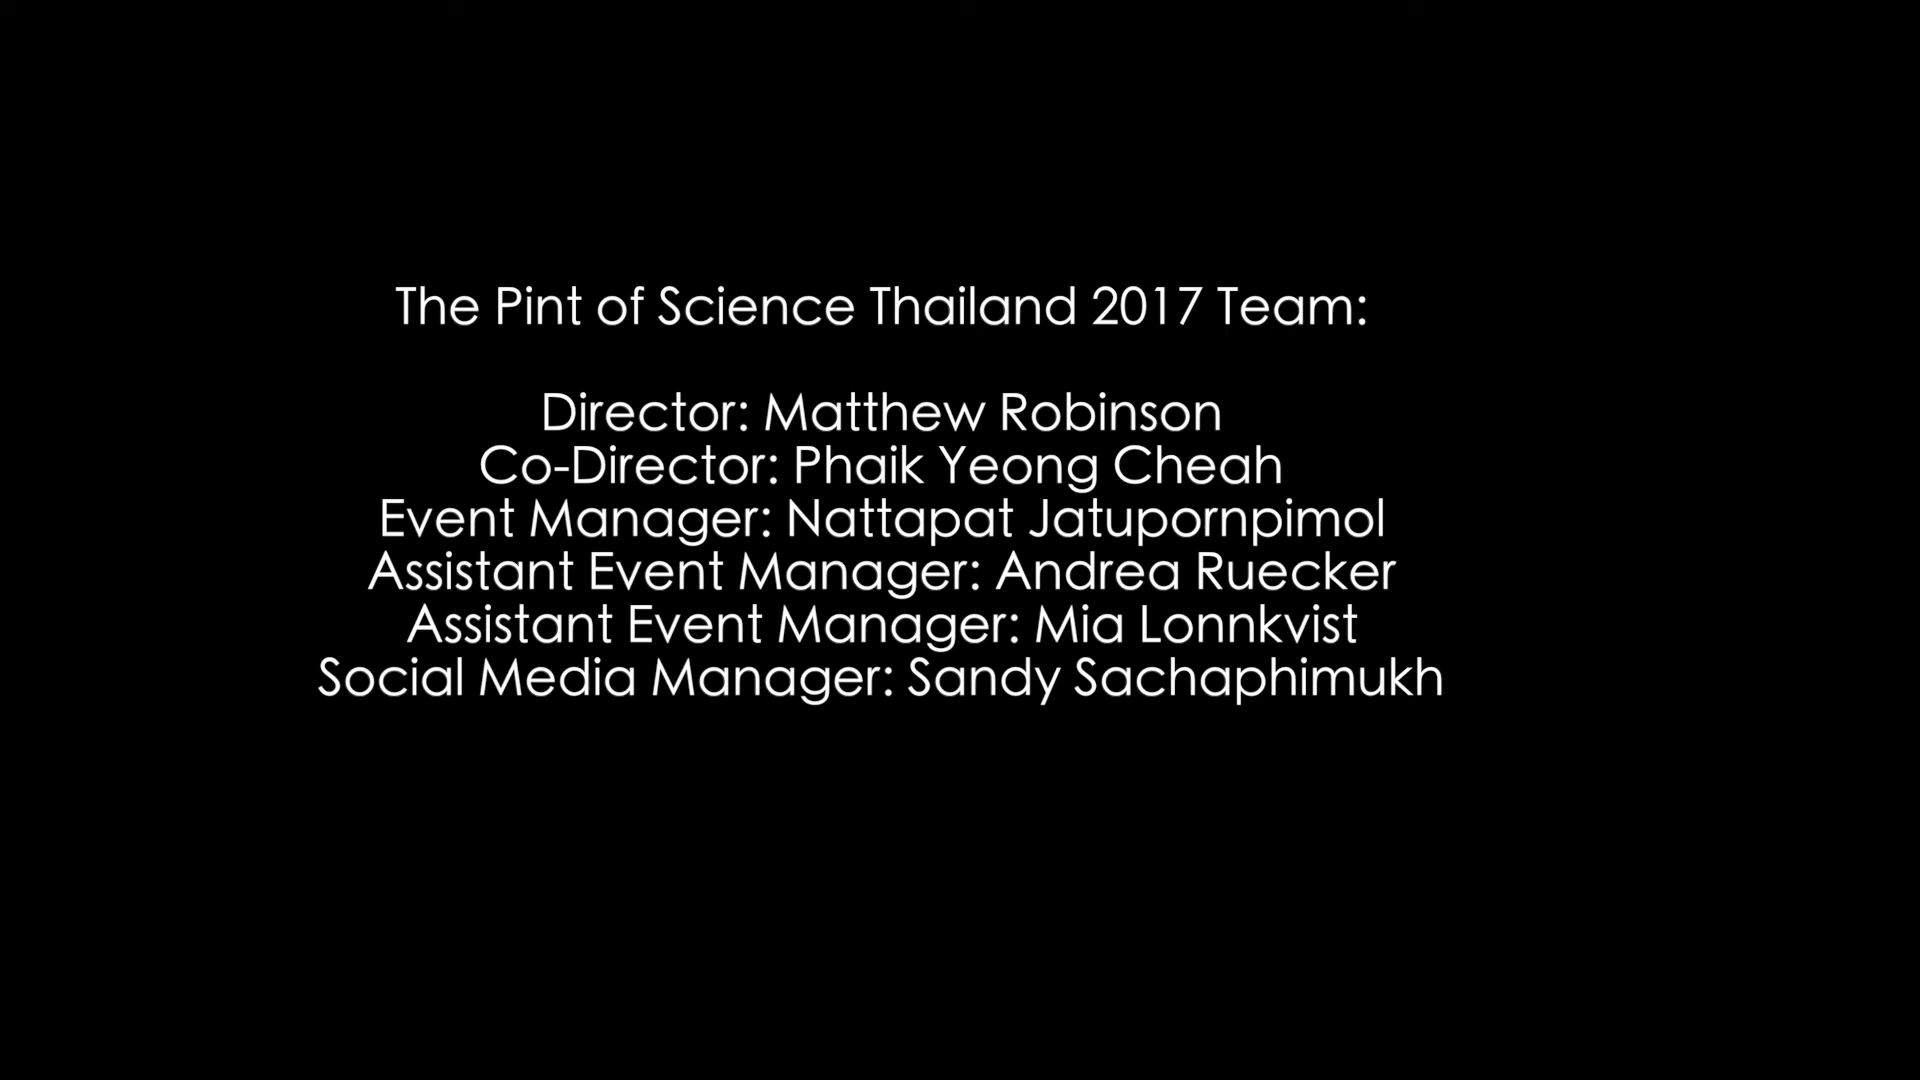 The Pint of Science Thailand 2017 Team:
Director: Matthew Robinson
Co-Director: Phaik Yeong Cheah
Event Manager: Nattapat Jatupornpimol
Assistant Event Manager: Andrea Ruecker
Assistant Event Manager: Mia Lonnkvist
Social Media Manager: Sandy Sachaphimukh